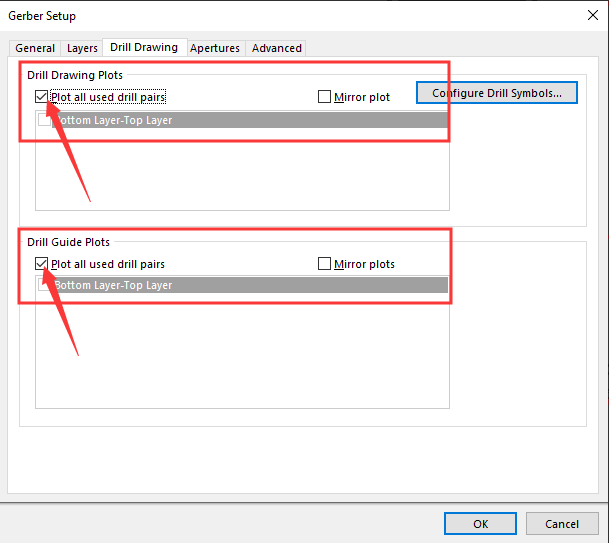 Gerber Setup
General Layers Drill Drawing Apertures Advanced
Drill Drawing Plots
Plot all used drill pairs Mirror plot Configure Drill Symbols...
Bottom Layer-Top Layer
Drill Guide Plots
Plot all used drill pairs Mirror plots
Bottom Layer-Top Layer
OK Cancel